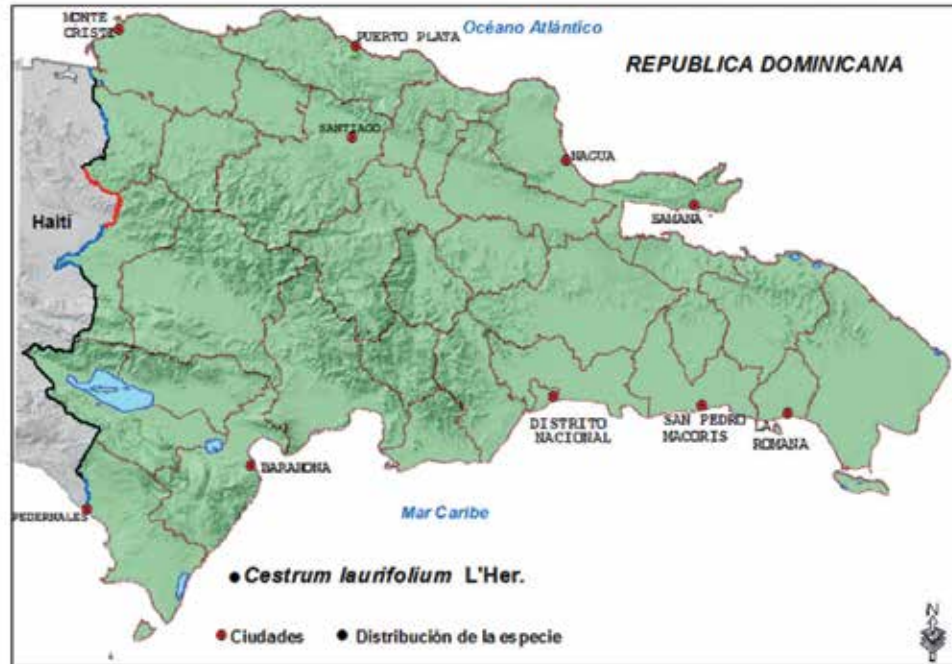 MONTE
CRISTI
Océano Atlántico
PUERTO PLATA
REPUBLICA DOMINICANA
SANTIAGO
NAGUA
SAMANA
Haití
DISTRITO
NACIONAL
SAN PEDRO
MACORIS
LA
ROMANA
BARAHONA
PEDERNALES
Mar Caribe
Cestrum laurifolium L'Her.
Ciudades
Distribución de la especie
N